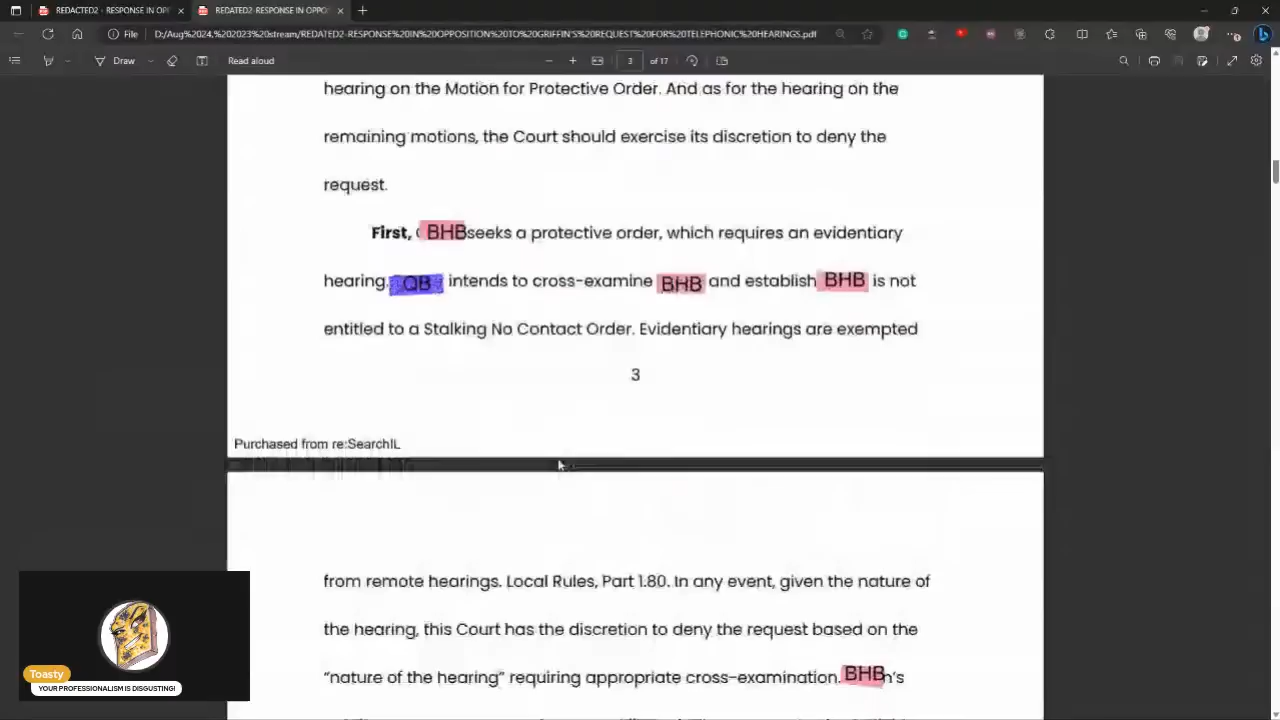 REDACTED2 - RESPONSE IN OPP
REDATED2-RESPONSE IN OPPO
File
D:/Aug%2024,%202023%20stream/REDATED2-RESPONSE%20IN%20OPPOSITION%20TO%20GRIFFIN'S%20REQUEST%20FOR%20TELEPHONIC%20HEARINGS.pdf
Draw
Read aloud
3 of 17
hearing on the Motion for Protective Order. And as for the hearing on the
remaining motions, the Court should exercise its discretion to deny the
request.
First, BHB seeks a protective order, which requires an evidentiary
hearing. QB intends to cross-examine BHB and establish BHB is not
entitled to a Stalking No Contact Order. Evidentiary hearings are exempted
3
Purchased from re:SearchIL
from remote hearings. Local Rules, Part 1.80. In any event, given the nature of
the hearing, this Court has the discretion to deny the request based on the
“nature of the hearing” requiring appropriate cross-examination. BHB n’s
Toasty
YOUR PROFESSIONALISM IS DISGUSTING!